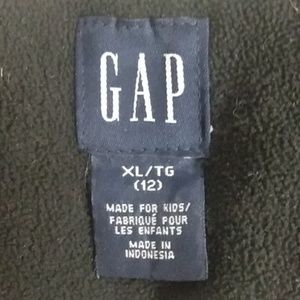 GAP
XL/TG
(12)
MADE FOR KIDS/
FABRIQUÉ POUR
LES ENFANTS
MADE IN
INDONESIA